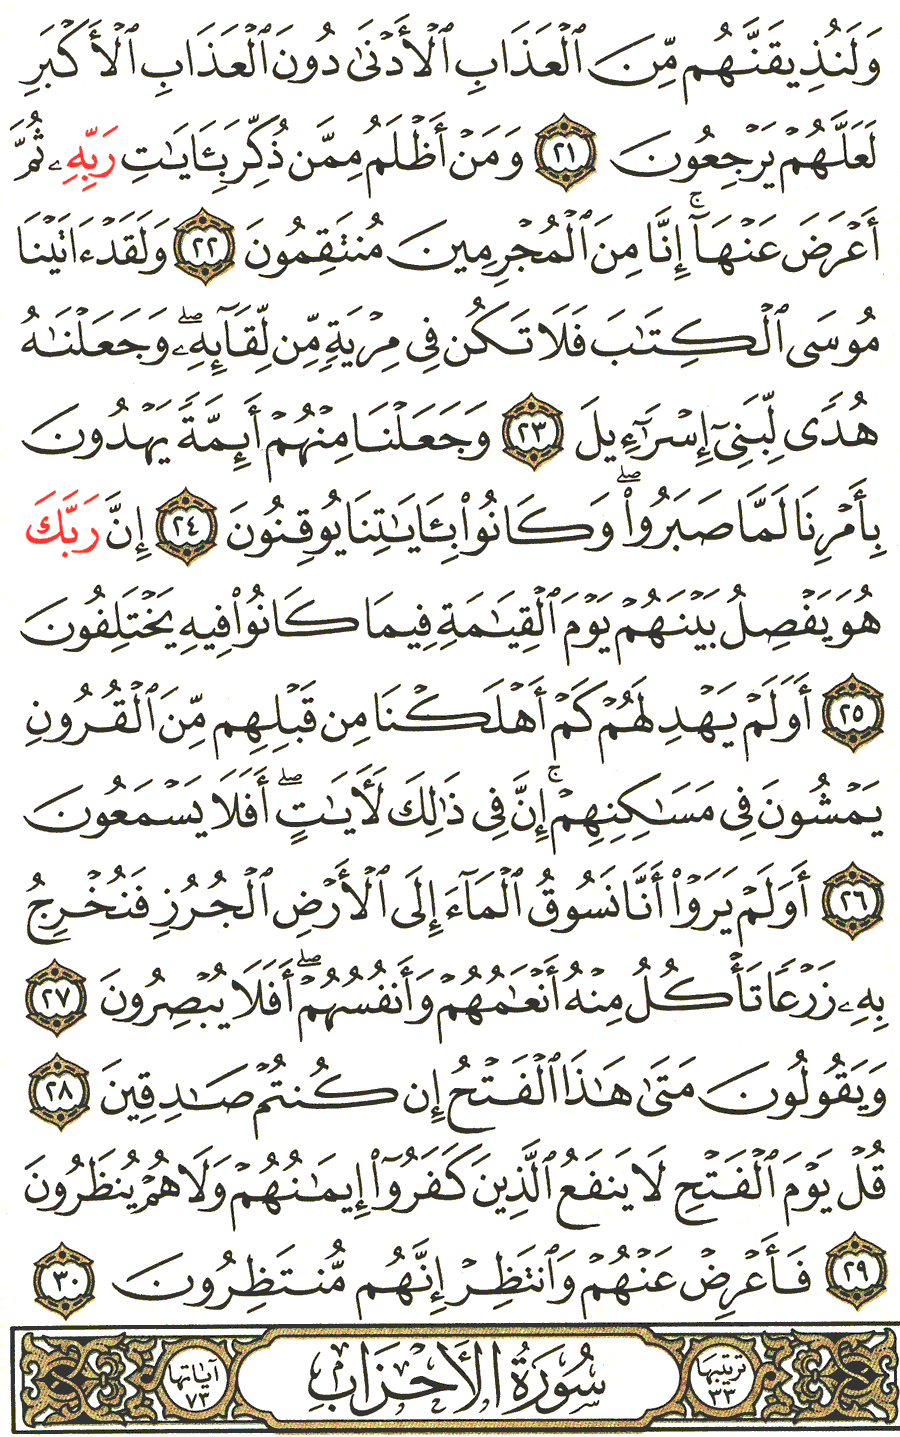 وَلَنُذِيقَنَّهُم مِّنَ ٱلْعَذَابِ ٱلْأَدْنَىٰ دُونَ ٱلْعَذَابِ ٱلْأَكْبَرِ
لَعَلَّهُمْ يَرْجِعُونَ ٢١ وَمَنْ أَظْلَمُ مِمَّن ذُكِّرَ بِـَٔايَـٰتِ رَبِّهِۦ ثُمَّ
أَعْرَضَ عَنْهَآ ۚ إِنَّا مِنَ ٱلْمُجْرِمِينَ مُنتَقِمُونَ ٢٢ وَلَقَدْ ءَاتَيْنَا
مُوسَى ٱلْكِتَـٰبَ فَلَا تَكُن فِى مِرْيَةٍ مِّن لِّقَآئِهِۦ ۖ وَجَعَلْنَـٰهُ
هُدًى لِّبَنِىٓ إِسْرَٰٓءِيلَ ٢٣ وَجَعَلْنَا مِنْهُمْ أَئِمَّةً يَهْدُونَ
بِأَمْرِنَا لَمَّا صَبَرُوا۟ ۖ وَكَانُوا۟ بِـَٔايَـٰتِنَا يُوقِنُونَ ٢٤ إِنَّ رَبَّكَ
هُوَ يَفْصِلُ بَيْنَهُمْ يَوْمَ ٱلْقِيَـٰمَةِ فِيمَا كَانُوا۟ فِيهِ يَخْتَلِفُونَ
٢٥ أَوَلَمْ يَهْدِ لَهُمْ كَمْ أَهْلَكْنَا مِن قَبْلِهِم مِّنَ ٱلْقُرُونِ
يَمْشُونَ فِى مَسَـٰكِنِهِمْ ۚ إِنَّ فِى ذَٰلِكَ لَـَٔايَـٰتٍ ۖ أَفَلَا يَسْمَعُونَ
٢٦ أَوَلَمْ يَرَوْا۟ أَنَّا نَسُوقُ ٱلْمَآءَ إِلَى ٱلْأَرْضِ ٱلْجُرُزِ فَنُخْرِجُ
بِهِۦ زَرْعًا تَأْكُلُ مِنْهُ أَنْعَـٰمُهُمْ وَأَنفُسُهُمْ ۖ أَفَلَا يُبْصِرُونَ ٢٧
وَيَقُولُونَ مَتَىٰ هَـٰذَا ٱلْفَتْحُ إِن كُنتُمْ صَـٰدِقِينَ ٢٨
قُلْ يَوْمَ ٱلْفَتْحِ لَا يَنفَعُ ٱلَّذِينَ كَفَرُوٓا۟ إِيمَـٰنُهُمْ وَلَا هُمْ يُنظَرُونَ
٢٩ فَأَعْرِضْ عَنْهُمْ وَٱنتَظِرْ إِنَّهُم مُّنتَظِرُونَ ٣٠
ترتيبها ٣٣ سُورَةُ الأَحْزَابِ آياتها ٧٣